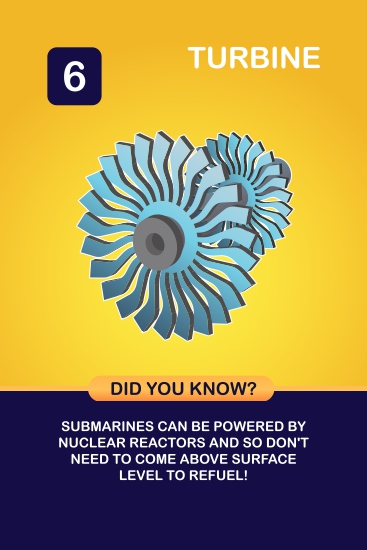 TURBINE
6
DID YOU KNOW?
SUBMARINES CAN BE POWERED BY
NUCLEAR REACTORS AND SO DON'T
NEED TO COME ABOVE SURFACE
LEVEL TO REFUEL!